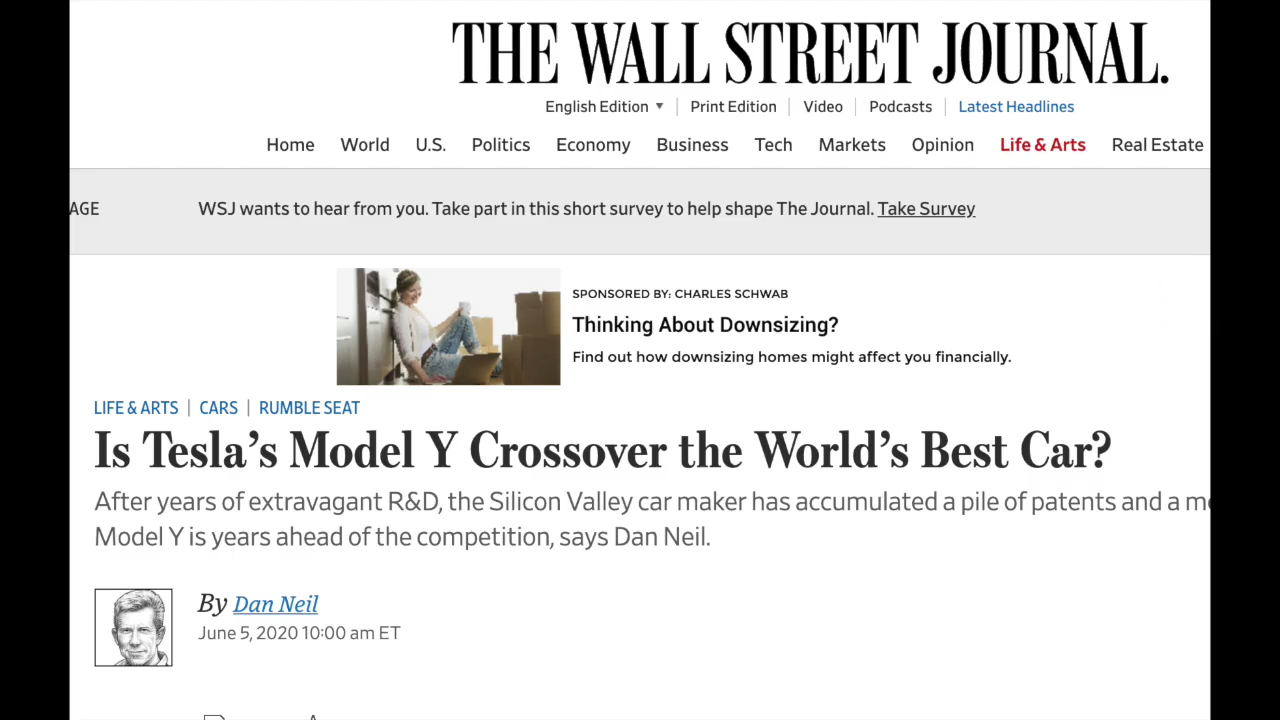 THE WALL STREET JOURNAL.
English Edition ▼ | Print Edition | Video | Podcasts | Latest Headlines
Home World U.S. Politics Economy Business Tech Markets Opinion Life & Arts Real Estate
AGE WSJ wants to hear from you. Take part in this short survey to help shape The Journal. Take Survey
SPONSORED BY: CHARLES SCHWAB
Thinking About Downsizing?
Find out how downsizing homes might affect you financially.
LIFE & ARTS | CARS | RUMBLE SEAT
Is Tesla's Model Y Crossover the World's Best Car?
After years of extravagant R&D, the Silicon Valley car maker has accumulated a pile of patents and a
Model Y is years ahead of the competition, says Dan Neil.
By Dan Neil
June 5, 2020 10:00 am ET